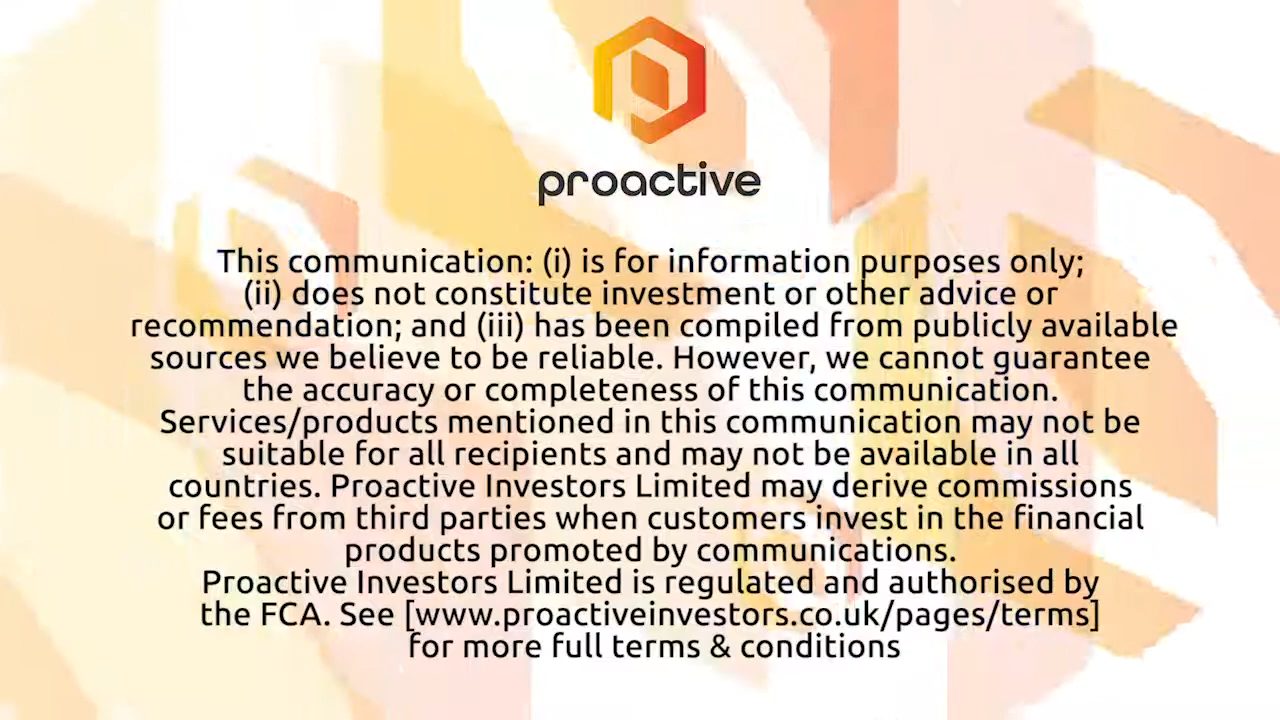 proactive
This communication: (i) is for information purposes only;
(ii) does not constitute investment or other advice or
recommendation; and (iii) has been compiled from publicly available
sources we believe to be reliable. However, we cannot guarantee
the accuracy or completeness of this communication.
Services/products mentioned in this communication may not be
suitable for all recipients and may not be available in all
countries. Proactive Investors Limited may derive commissions
or fees from third parties when customers invest in the financial
products promoted by communications.
Proactive Investors Limited is regulated and authorised by
the FCA. See [www.proactiveinvestors.co.uk/pages/terms]
for more full terms & conditions